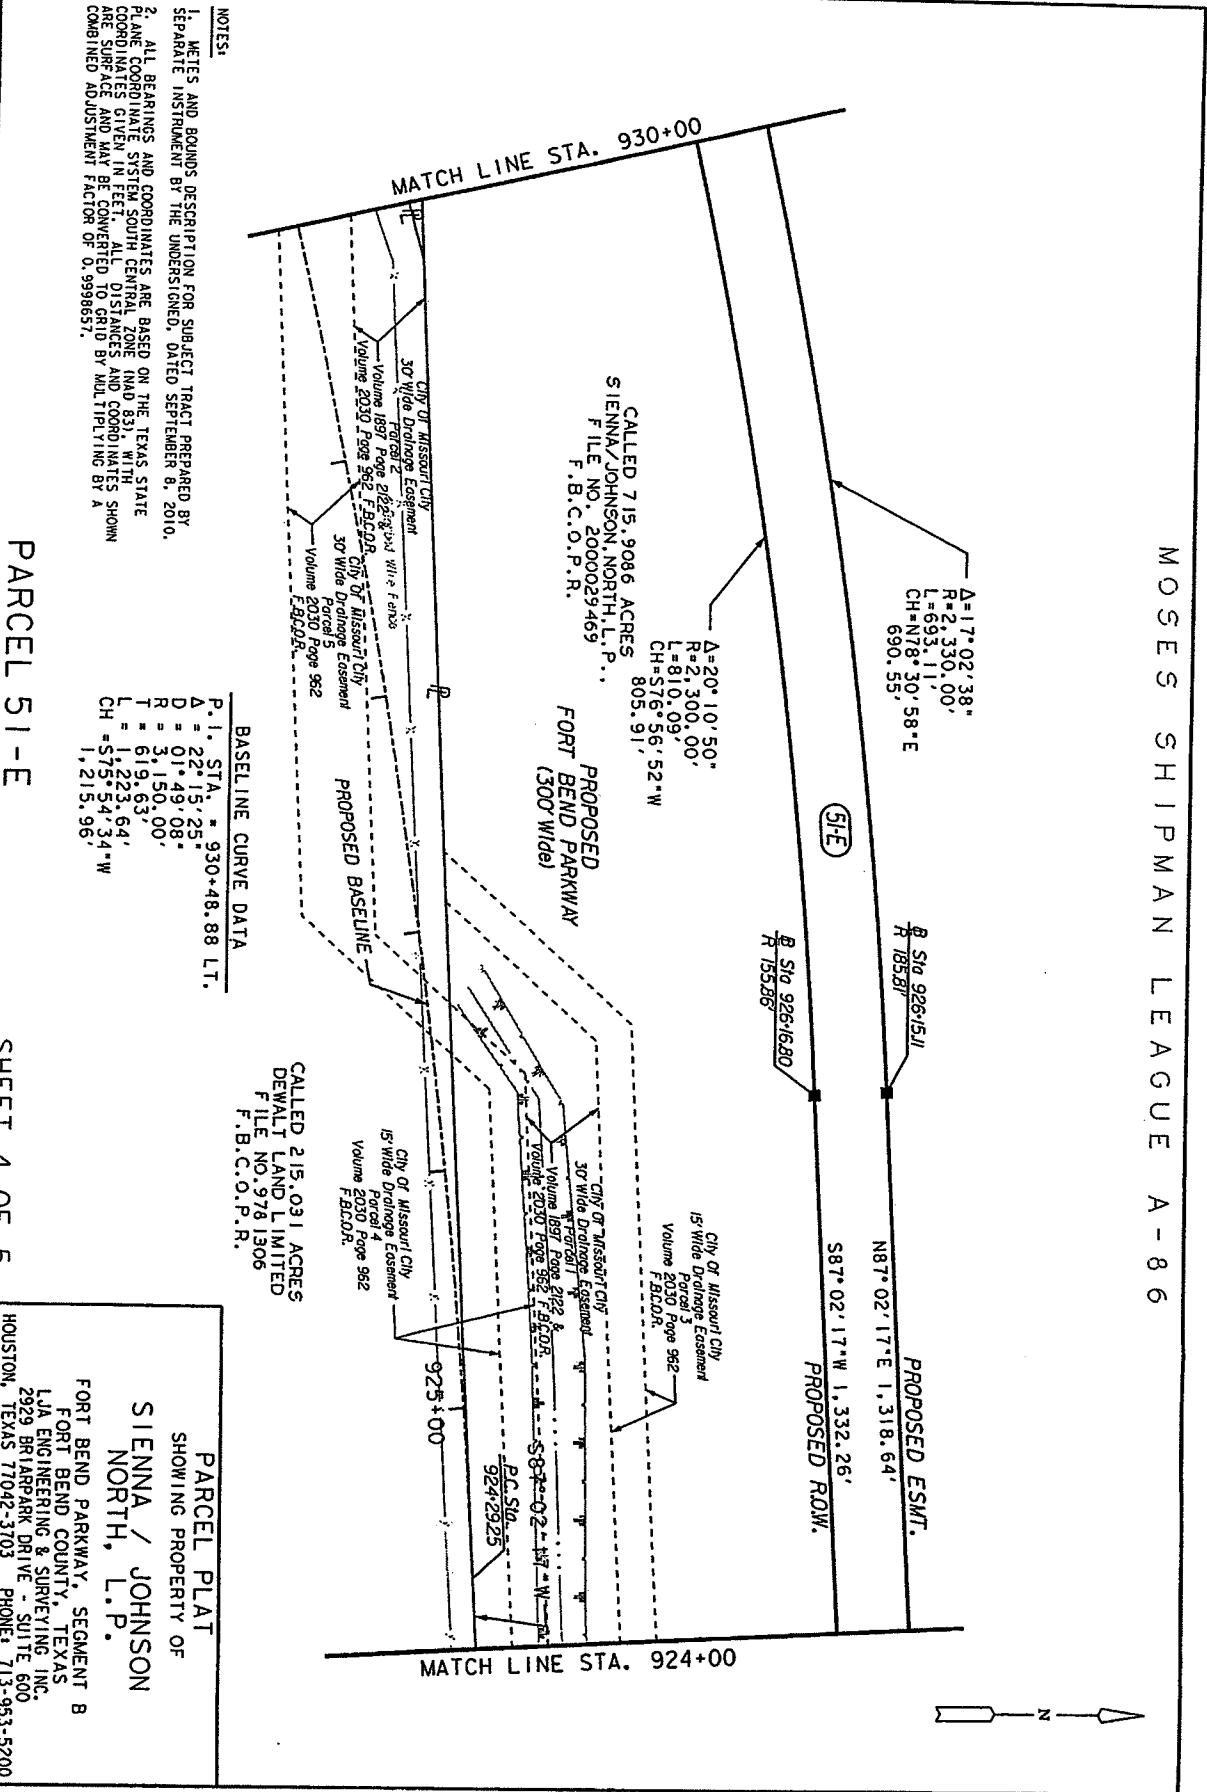 MOSES SHIPMAN LEAGUE A-86
Δ=17°02'38"
R=2,330.00'
L=693.11'
CH=N78°30'58"E
690.55'
Δ=20°10'50"
R=2,300.00'
L=810.09'
CH=S76°56'52"W
805.91'
51-E
B Sta 926+15.11
R 185.81'
B Sta 926+16.80
R 155.86'
N87°02'17"E 1,318.64'
PROPOSED ESMT.
S87°02'17"W 1,332.26'
PROPOSED R.O.W.
MATCH LINE STA. 930+00
CALLED 715.9086 ACRES
SIENNA/JOHNSON, NORTH, L.P.,
FILE NO. 2000029469
F.B.C.O.P.R.
PROPOSED
FORT BEND PARKWAY
(300' Wide)
City Of Missouri City
15' Wide Drainage Easement
Parcel 3
Volume 2030 Page 962
F.B.C.O.R.
City Of Missouri City
30' Wide Drainage Easement
Parcel 1
Volume 1897 Page 2122 &
Volume 2030 Page 962 F.B.C.O.R.
PL
City Of Missouri City
30' Wide Drainage Easement
Parcel 2
Volume 1897 Page 2122 &
Volume 2030 Page 962 F.B.C.O.R.
Wire Fence
PL
City Of Missouri City
30' Wide Drainage Easement
Parcel 5
Volume 2030 Page 962
F.B.C.O.R.
PROPOSED BASELINE
City Of Missouri City
15' Wide Drainage Easement
Parcel 4
Volume 2030 Page 962
F.B.C.O.R.
S87°02'17"W
P.C. Sta.
924+29.25
925+00
MATCH LINE STA. 924+00
N
CALLED 215.031 ACRES
DEWALT LAND LIMITED
FILE NO. 9781306
F.B.C.O.P.R.
BASELINE CURVE DATA
P.I. STA. = 930+48.88 LT.
Δ = 22°15'25"
D = 01°49'08"
R = 3,150.00'
T = 619.63'
L = 1,223.64'
CH =S75°54'34"W
1,215.96'
NOTES:
1. METES AND BOUNDS DESCRIPTION FOR SUBJECT TRACT PREPARED BY
SEPARATE INSTRUMENT BY THE UNDERSIGNED, DATED SEPTEMBER 8, 2010.
2. ALL BEARINGS AND COORDINATES ARE BASED ON THE TEXAS STATE
PLANE COORDINATE SYSTEM SOUTH CENTRAL ZONE (NAD 83), WITH
COORDINATES GIVEN IN FEET. ALL DISTANCES AND COORDINATES SHOWN
ARE SURFACE AND MAY BE CONVERTED TO GRID BY MULTIPLYING BY A
COMBINED ADJUSTMENT FACTOR OF 0.9998657.
PARCEL 51-E
SHEET 4 OF 5
PARCEL PLAT
SHOWING PROPERTY OF
SIENNA / JOHNSON
NORTH, L.P.
FORT BEND PARKWAY, SEGMENT B
FORT BEND COUNTY, TEXAS
LJA ENGINEERING & SURVEYING INC.
2929 BRIARPARK DRIVE - SUITE 600
HOUSTON, TEXAS 77042-3703 PHONE: 713-953-5200